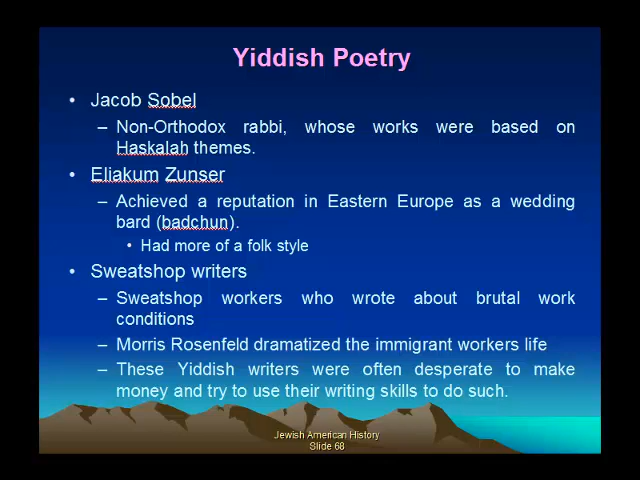 Yiddish Poetry
• Jacob Sobel
– Non-Orthodox rabbi, whose works were based on
Haskalah themes.
• Eliakum Zunser
– Achieved a reputation in Eastern Europe as a wedding
bard (badchun).
• Had more of a folk style
• Sweatshop writers
– Sweatshop workers who wrote about brutal work
conditions
– Morris Rosenfeld dramatized the immigrant workers life
– These Yiddish writers were often desperate to make
money and try to use their writing skills to do such.
Jewish American History
Slide 68